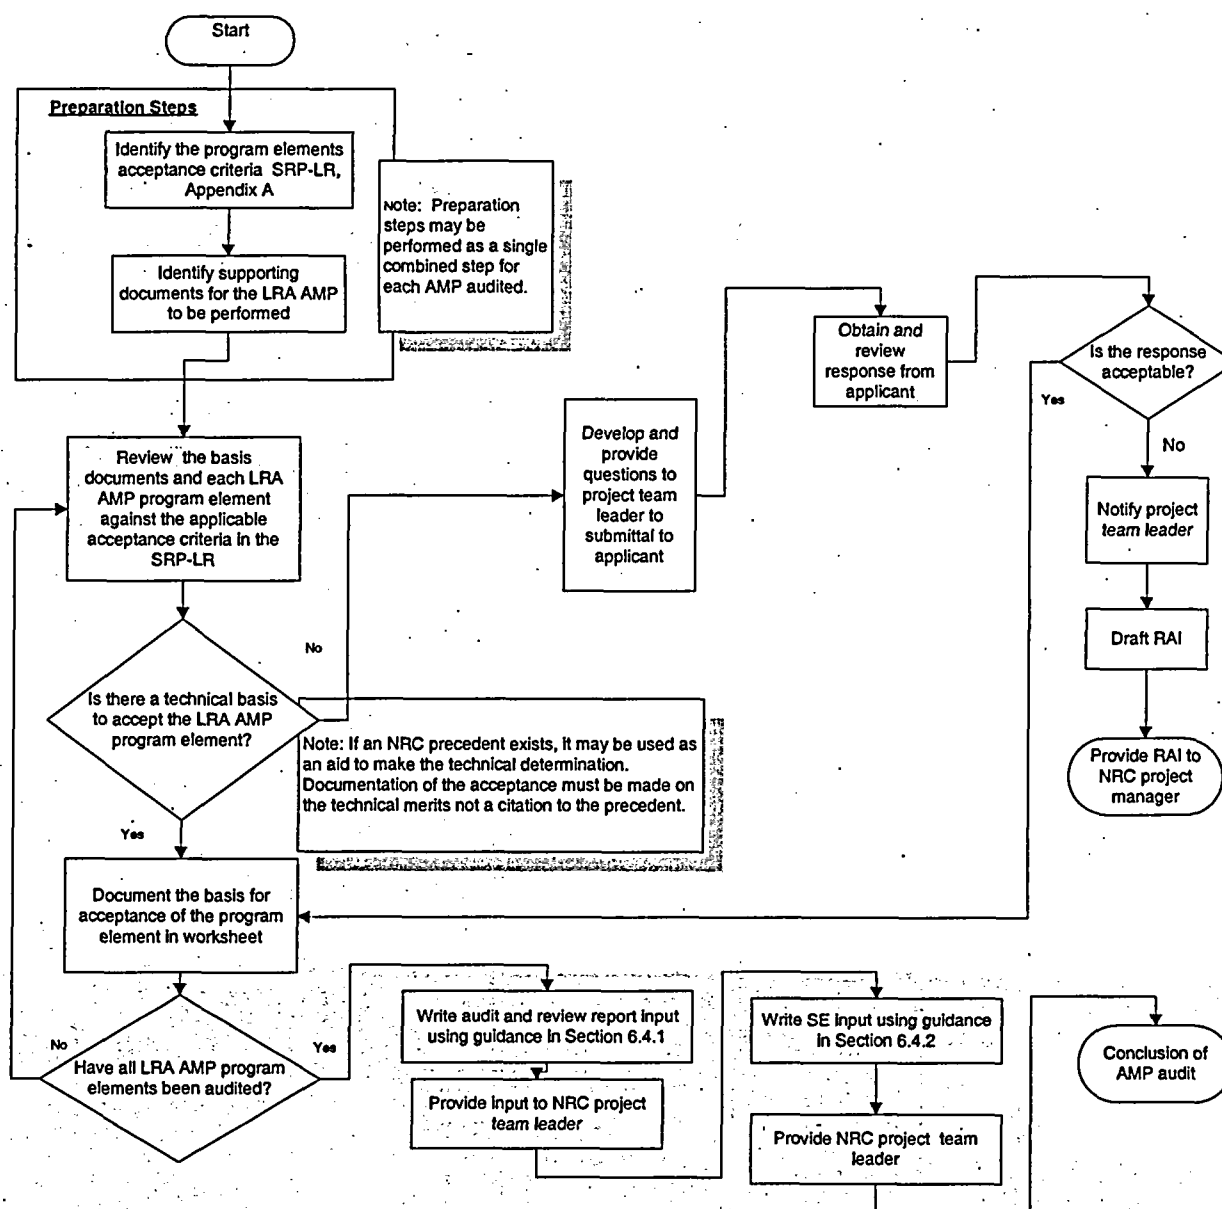 Start
Preparation Steps
Identify the program elements
acceptance criteria SRP-LR,
Appendix A
Note: Preparation
steps may be
performed as a single
combined step for
each AMP audited.
Identify supporting
documents for the LRA AMP
to be performed
Obtain and
review
response from
applicant
Is the response
acceptable?
Yes
No
Develop and
provide
questions to
project team
leader to
submittal to
applicant
Review the basis
documents and each LRA
AMP program element
against the applicable
acceptance criteria in the
SRP-LR
Notify project
team leader
Draft RAI
No
Is there a technical basis
to accept the LRA AMP
program element?
Note: If an NRC precedent exists, it may be used as
an aid to make the technical determination.
Documentation of the acceptance must be made on
the technical merits not a citation to the precedent.
Provide RAI to
NRC project
manager
Yes
Document the basis for
acceptance of the program
element in worksheet
No
Yes
Have all LRA AMP program
elements been audited?
Write audit and review report input
using guidance in Section 6.4.1
Provide input to NRC project
team leader
Write SE input using guidance
in Section 6.4.2
Provide NRC project team
leader
Conclusion of
AMP audit